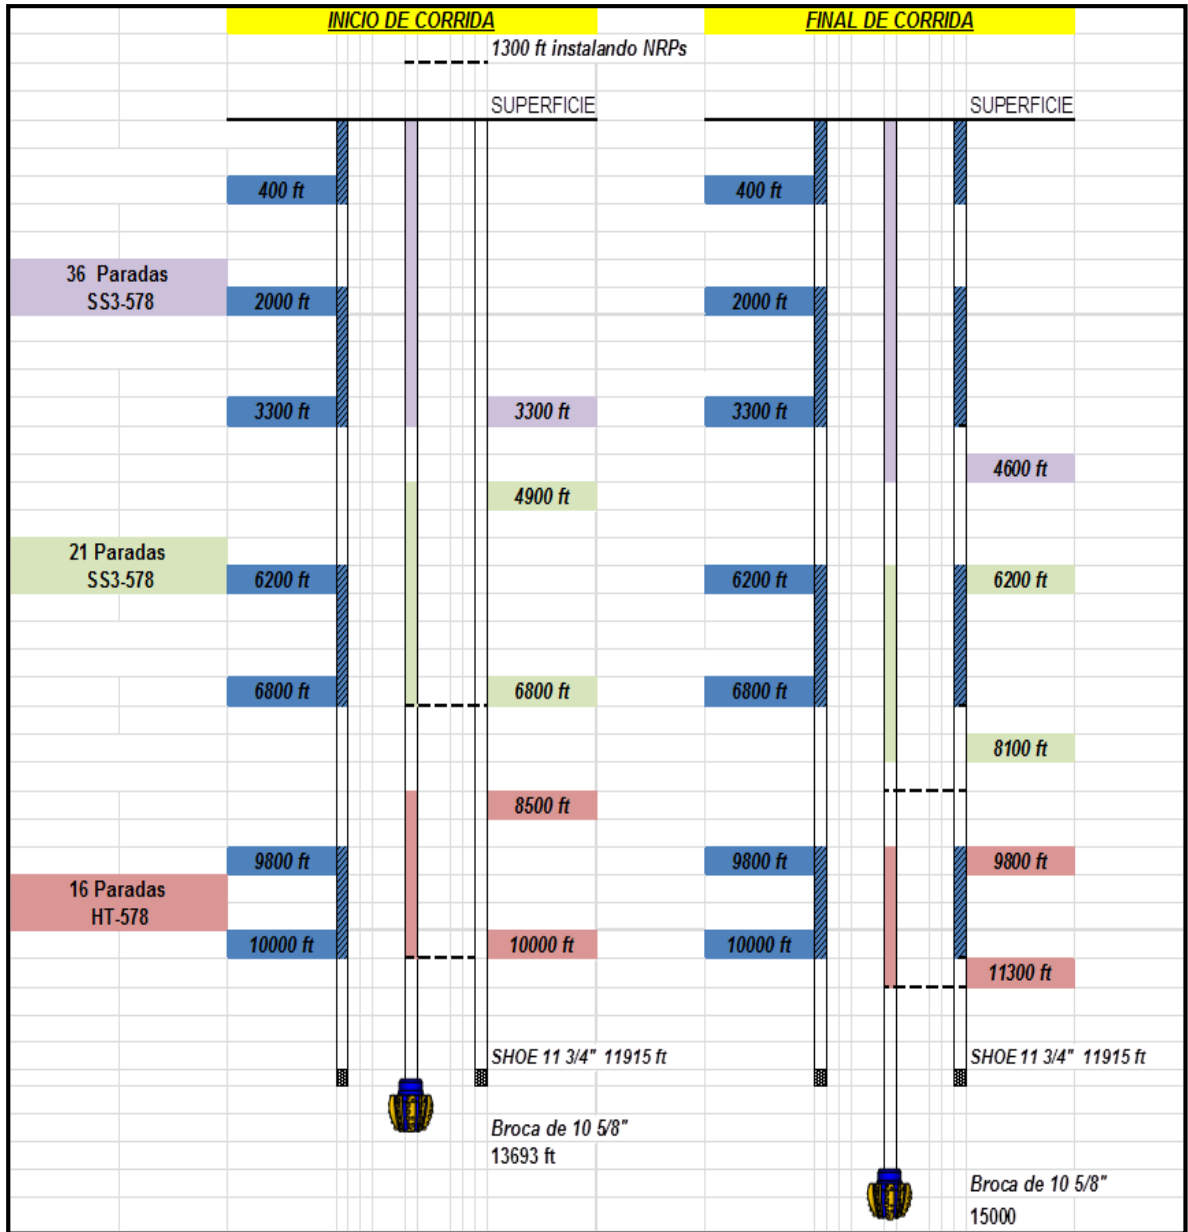 INICIO DE CORRIDA
FINAL DE CORRIDA
1300 ft instalando NRPs
SUPERFICIE
SUPERFICIE
400 ft
400 ft
36 Paradas
SS3-578
2000 ft
2000 ft
3300 ft
3300 ft
3300 ft
4600 ft
4900 ft
21 Paradas
SS3-578
6200 ft
6200 ft
6200 ft
6800 ft
6800 ft
6800 ft
8100 ft
8500 ft
9800 ft
9800 ft
9800 ft
16 Paradas
HT-578
10000 ft
10000 ft
10000 ft
11300 ft
SHOE 11 3/4" 11915 ft
SHOE 11 3/4" 11915 ft
Broca de 10 5/8"
13693 ft
Broca de 10 5/8"
15000